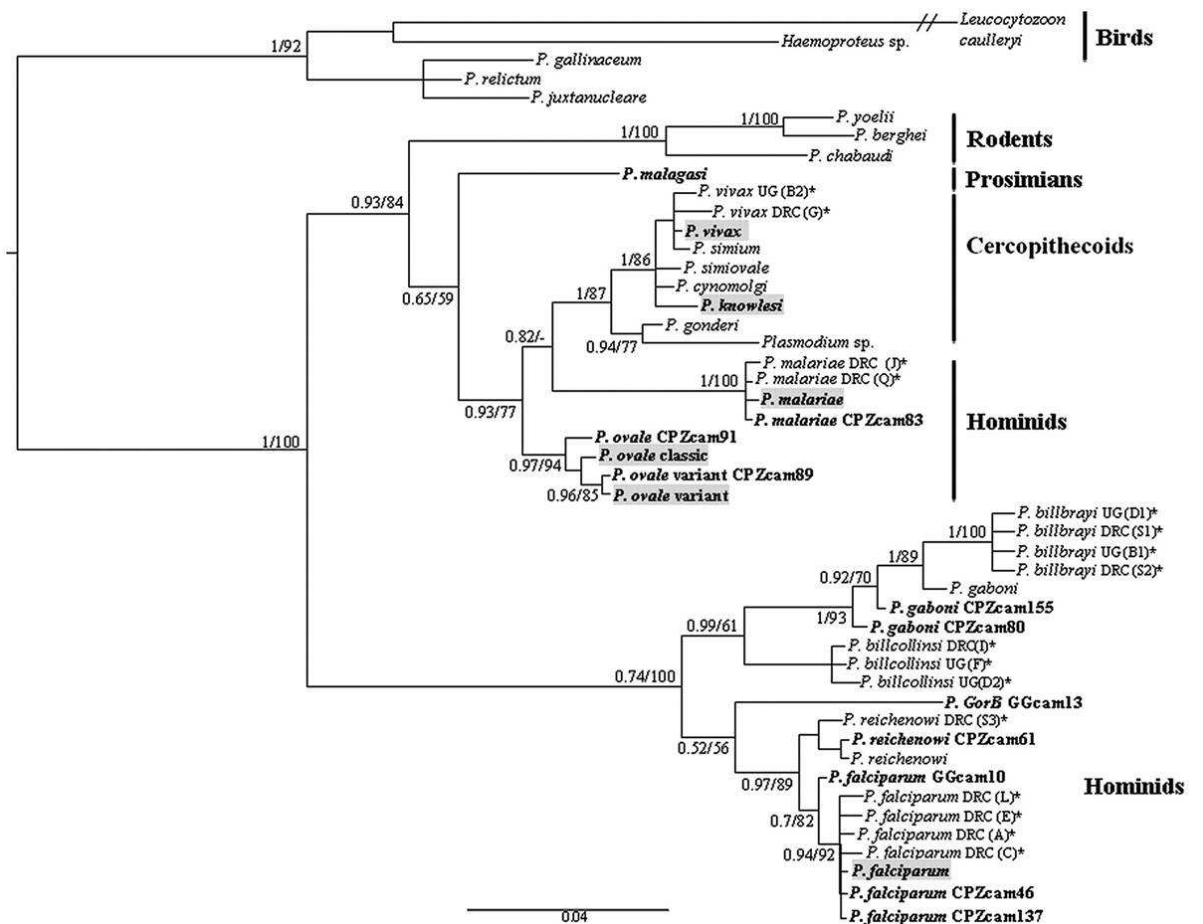 Leucocytozoon
caulleryi
1/92
Haemoproteus sp.
Birds
P. gallinaceum
P. relictum
P. juxtanucleare
P. yoelii
1/100
1/100
P. berghei
Rodents
P. chabaudi
P. malagasi
Prosimians
P. vivax UG (B2)*
0.93/84
P. vivax DRC (G)*
P. vivax
P. simium
Cercopithecoids
1/86
P. simiovale
P. cynomolgi
0.65/59
1/87
P. knowlesi
P. gonderi
0.82/-
Plasmodium sp.
0.94/77
P. malariae DRC (J)*
1/100
P. malariae DRC (Q)*
P. malariae
0.93/77
P. malariae CPZcam83
Hominids
1/100
P. ovale CPZcam91
P. ovale classic
0.97/94
P. ovale variant CPZcam89
0.96/85
P. ovale variant
P. billbrayi UG(D1)*
1/100
P. billbrayi DRC(S1)*
1/89
P. billbrayi UG(B1)*
P. billbrayi DRC(S2)*
0.92/70
P. gaboni
P. gaboni CPZcam155
1/93
P. gaboni CPZcam80
0.99/61
P. billcollinsi DRC(I)*
P. billcollinsi UG(F)*
0.74/100
P. billcollinsi UG(D2)*
P. GorB GGcam13
P. reichenowi DRC (S3)*
0.52/56
P. reichenowi CPZcam61
P. reichenowi
P. falciparum GGcam10
0.97/89
Hominids
P. falciparum DRC (L)*
P. falciparum DRC (E)*
0.7/82
P. falciparum DRC (A)*
P. falciparum DRC (C)*
0.94/92
P. falciparum
P. falciparum CPZcam46
P. falciparum CPZcam137
0.04